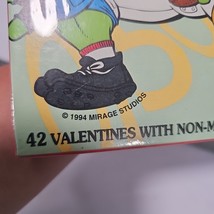 © 1994 MIRAGE STUDIOS
42 VALENTINES WITH NON-M